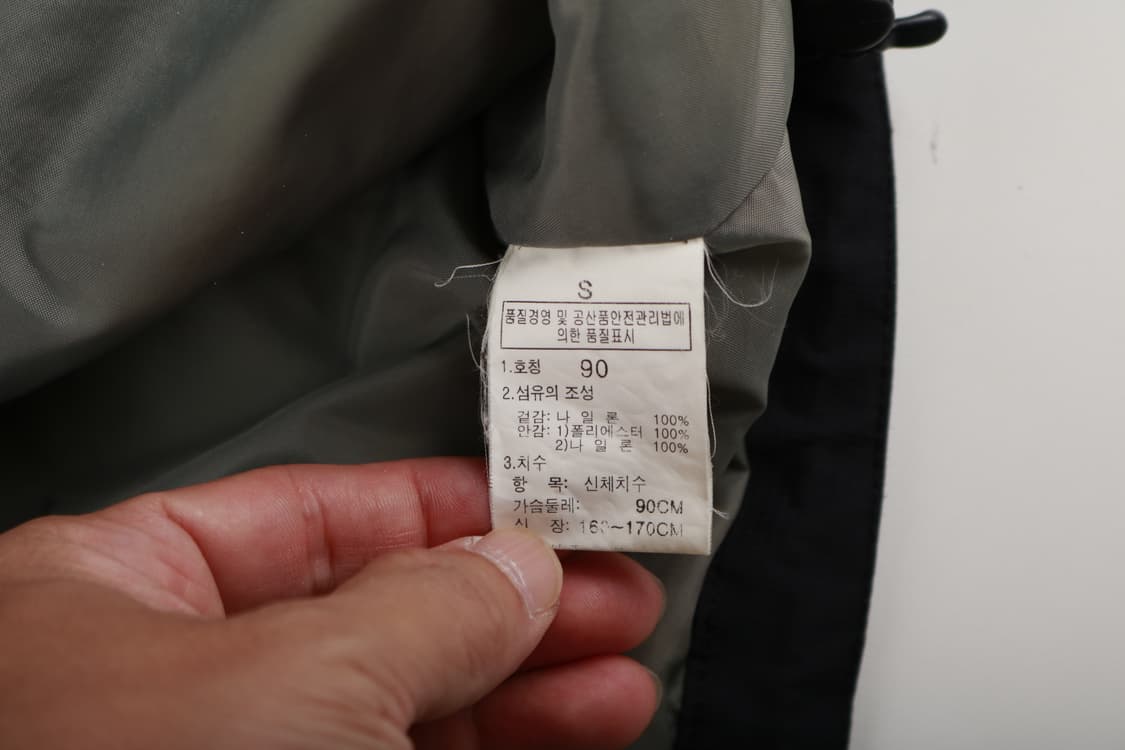 S
품질경영 및 공산품안전관리법에
의한 품질표시
1.호칭 90
2.섬유의 조성
겉감: 나 일 론 100%
안감: 1)폴리에스터 100%
2)나 일 론 100%
3.치수
항 목: 신체치수
가슴둘레: 90CM
신 장: ~170CM